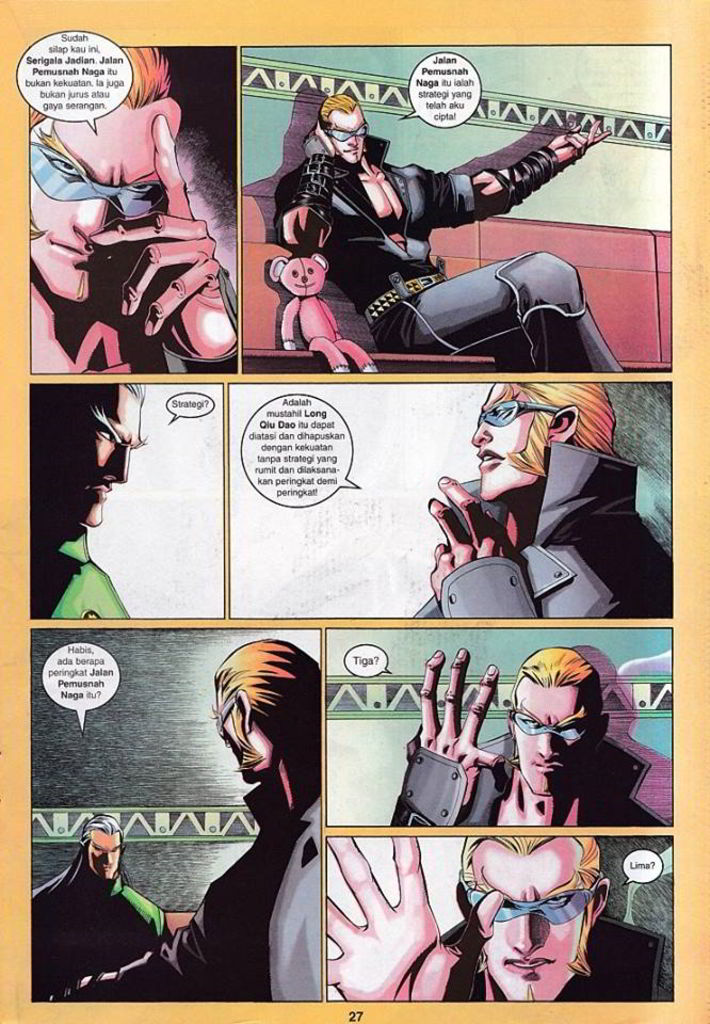 Sudah
silap kau ini,
Serigala Jadian. Jalan
Pemusnah Naga itu
bukan kekuatan. Ia juga
bukan jurus atau
gaya serangan.
Jalan
Pemusnah
Naga itu ialah
strategi yang
telah aku
cipta!
Strategi?
Adalah
mustahil Long
Qiu Dao itu dapat
diatasi dan dihapuskan
dengan kekuatan
tanpa strategi yang
rumit dan dilaksana-
kan peringkat demi
peringkat!
Habis,
ada berapa
peringkat Jalan
Pemusnah
Naga itu?
Tiga?
Lima?
27